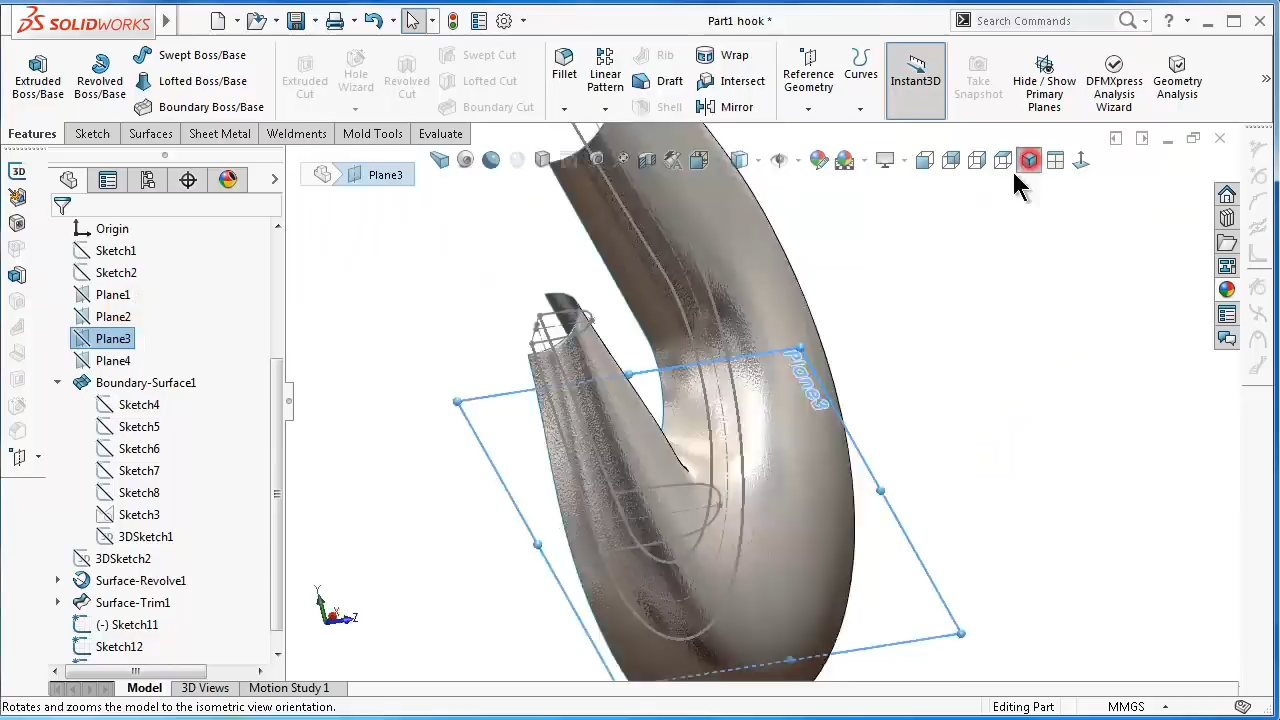 SOLIDWORKS
Part1 hook *
Search Commands
Extruded Boss/Base
Revolved Boss/Base
Swept Boss/Base
Lofted Boss/Base
Boundary Boss/Base
Extruded Cut
Hole Wizard
Revolved Cut
Swept Cut
Lofted Cut
Boundary Cut
Fillet
Linear Pattern
Rib
Draft
Shell
Wrap
Intersect
Mirror
Reference Geometry
Curves
Instant3D
Take Snapshot
Hide / Show Primary Planes
DFMXpress Analysis Wizard
Geometry Analysis
Features
Sketch
Surfaces
Sheet Metal
Weldments
Mold Tools
Evaluate
3D
Plane3
Origin
Sketch1
Sketch2
Plane1
Plane2
Plane3
Plane4
Boundary-Surface1
Sketch4
Sketch5
Sketch6
Sketch7
Sketch8
Sketch3
3DSketch1
3DSketch2
Surface-Revolve1
Surface-Trim1
(-) Sketch11
Sketch12
Plane3
Y
X
Z
Model
3D Views
Motion Study 1
Rotates and zooms the model to the isometric view orientation.
Editing Part
MMGS